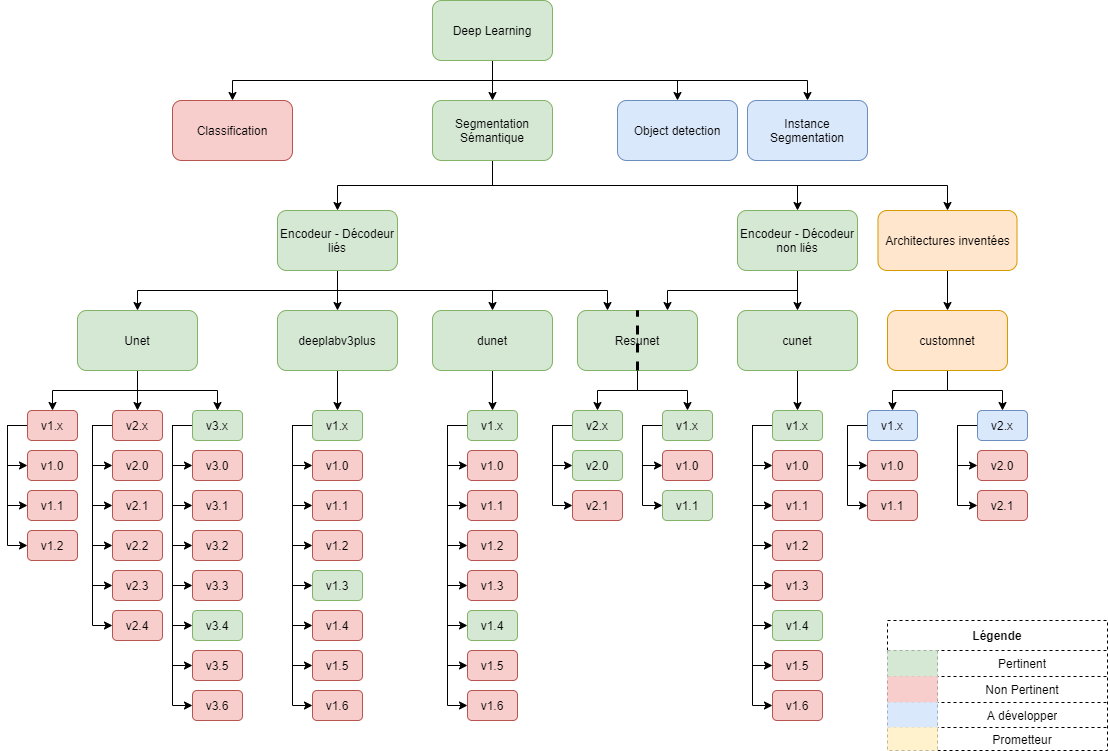 Deep Learning
Classification
Segmentation
Sémantique
Object detection
Instance
Segmentation
Encodeur - Décodeur
liés
Encodeur - Décodeur
non liés
Architectures inventées
Unet
deeplabv3plus
dunet
Resunet
cunet
customnet
v1.x
v1.0
v1.1
v1.2
v2.x
v2.0
v2.1
v2.2
v2.3
v2.4
v3.x
v3.0
v3.1
v3.2
v3.3
v3.4
v3.5
v3.6
v1.x
v1.0
v1.1
v1.2
v1.3
v1.4
v1.5
v1.6
v1.x
v1.0
v1.1
v1.2
v1.3
v1.4
v1.5
v1.6
v2.x
v2.0
v2.1
v1.x
v1.0
v1.1
v1.x
v1.0
v1.1
v1.2
v1.3
v1.4
v1.5
v1.6
v1.x
v1.0
v1.1
v2.x
v2.0
v2.1
Légende
Pertinent
Non Pertinent
A développer
Prometteur